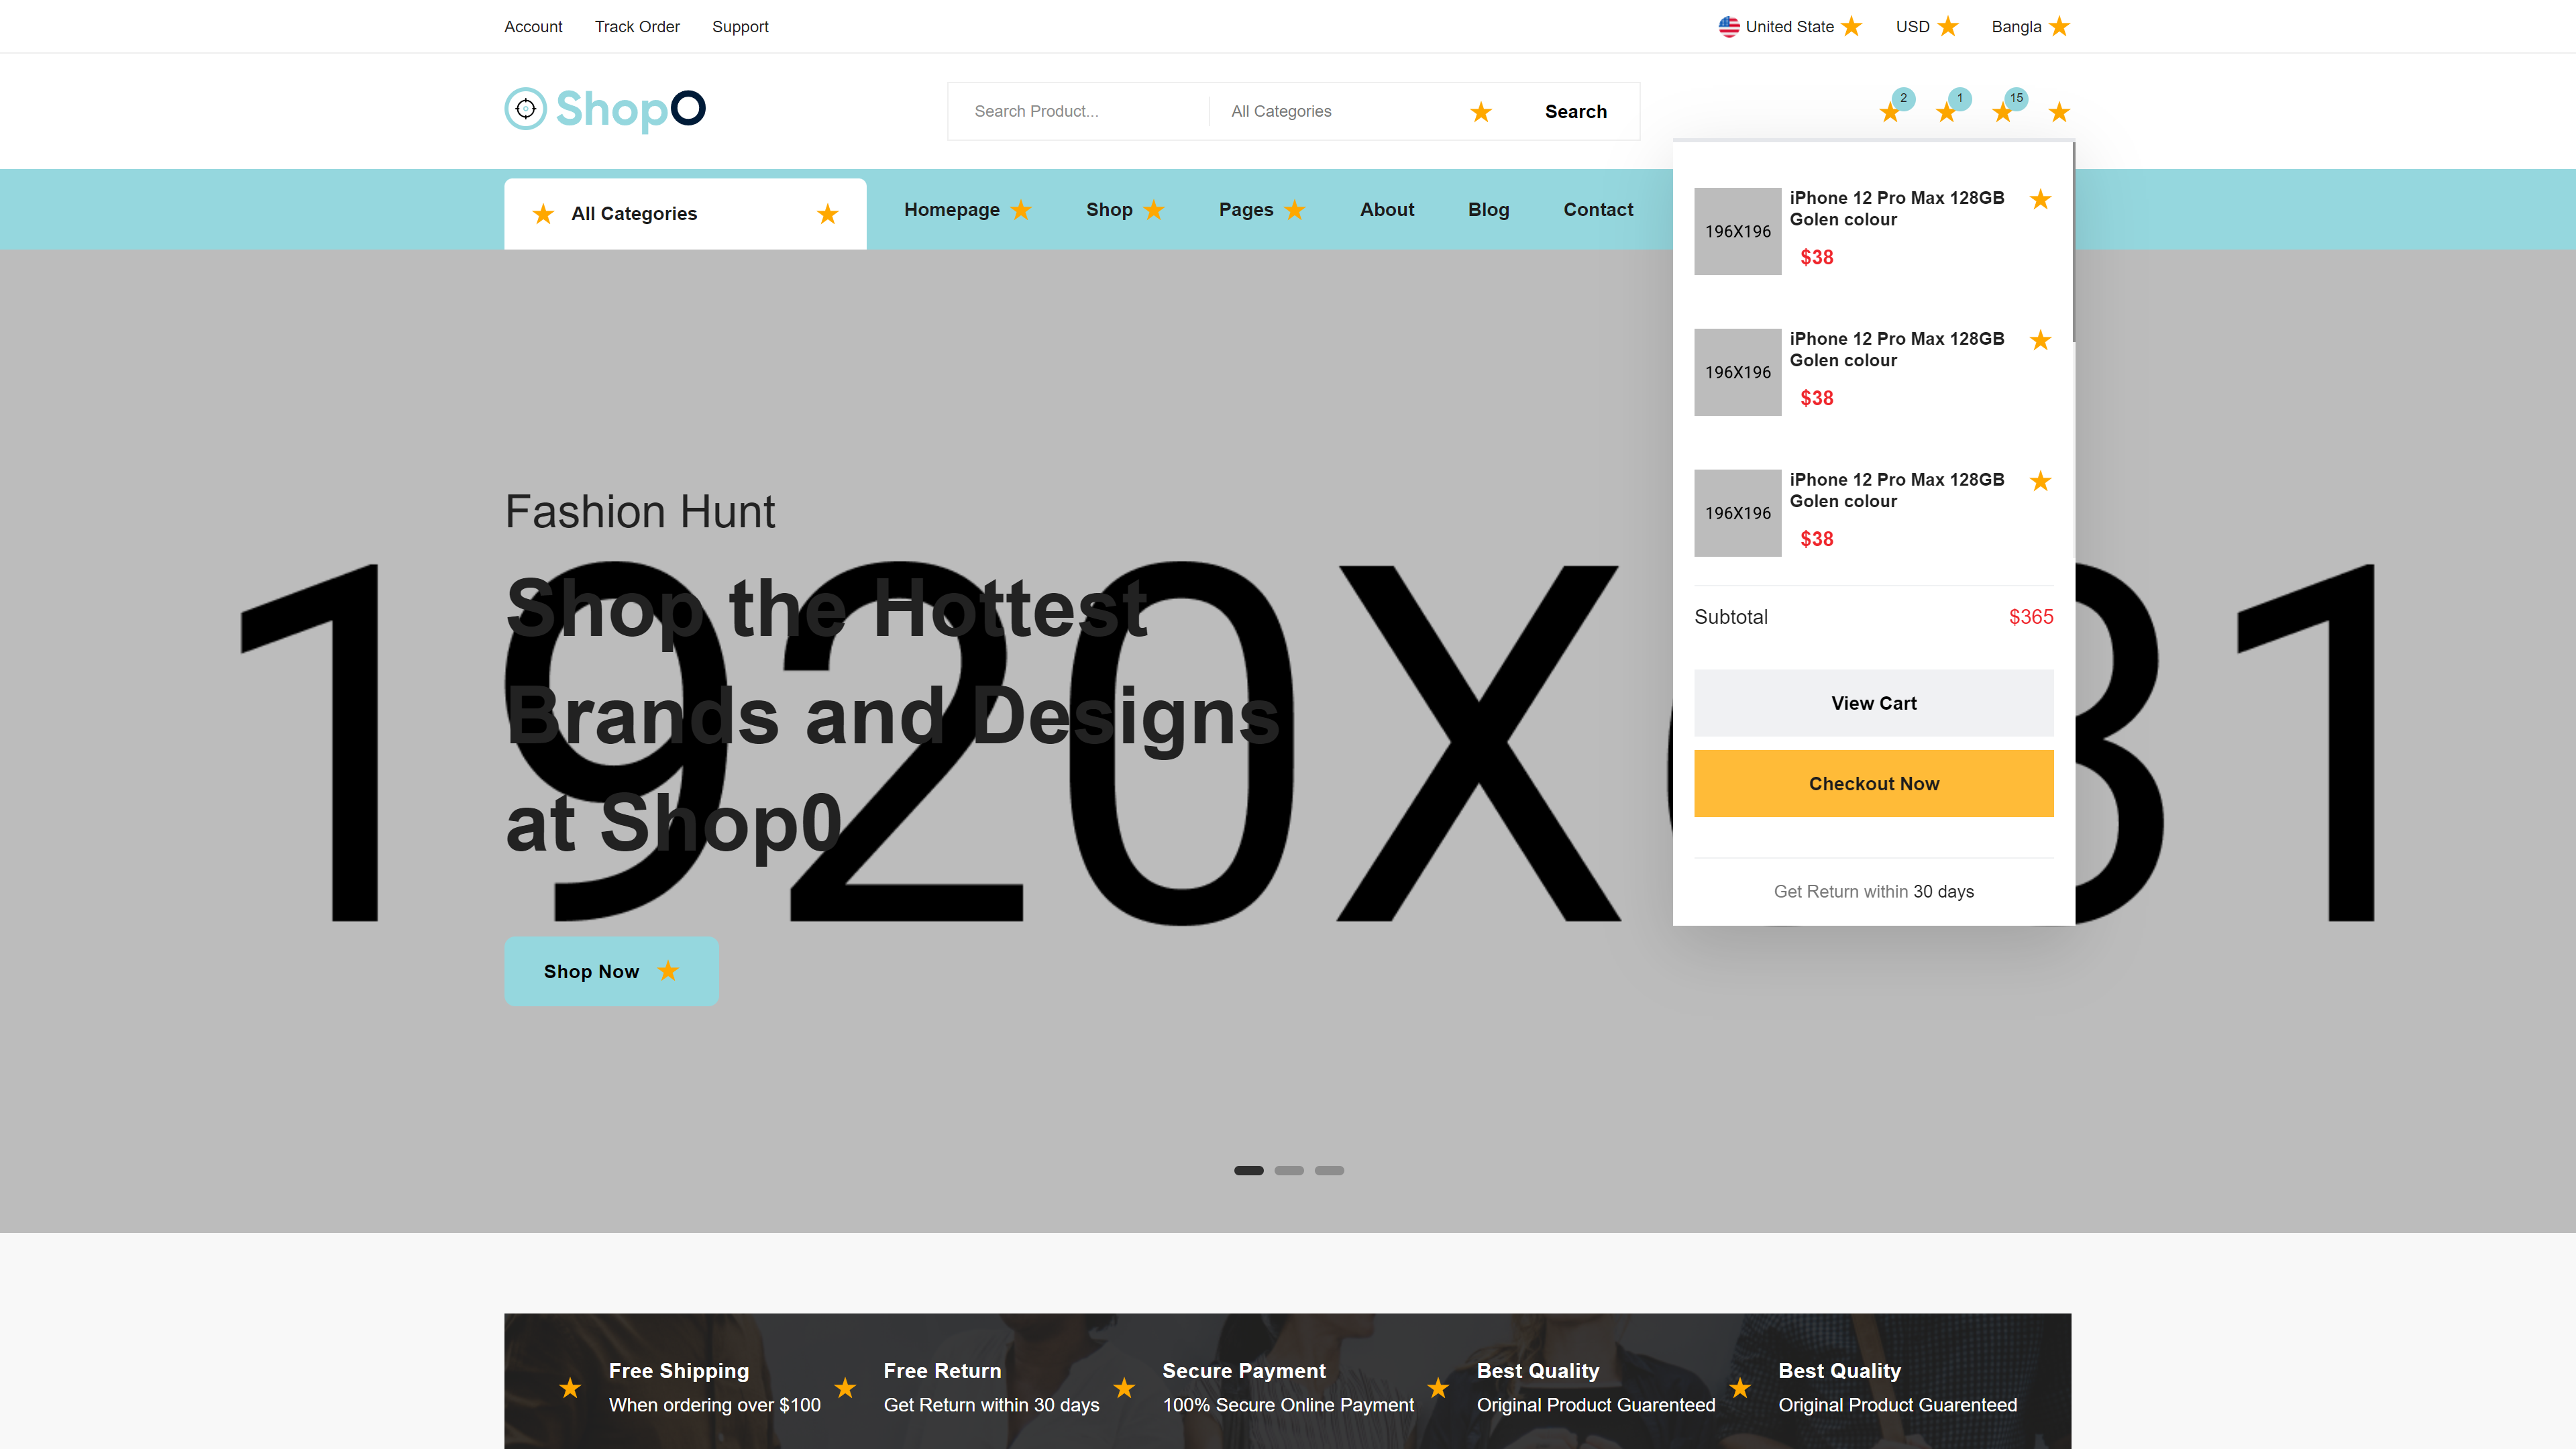 Account Track Order Support United State USD Bangla
ShopO
Search Product... All Categories Search
2 1 15
All Categories Homepage Shop Pages About Blog Contact
iPhone 12 Pro Max 128GB
Golen colour
196X196
$38
iPhone 12 Pro Max 128GB
Golen colour
196X196
$38
iPhone 12 Pro Max 128GB
Golen colour
196X196
$38
Subtotal $365
View Cart
Checkout Now
Get Return within 30 days
Fashion Hunt
Shop the Hottest
Brands and Designs
at Shop0
Shop Now
Free Shipping
When ordering over $100
Free Return
Get Return within 30 days
Secure Payment
100% Secure Online Payment
Best Quality
Original Product Guarenteed
Best Quality
Original Product Guarenteed